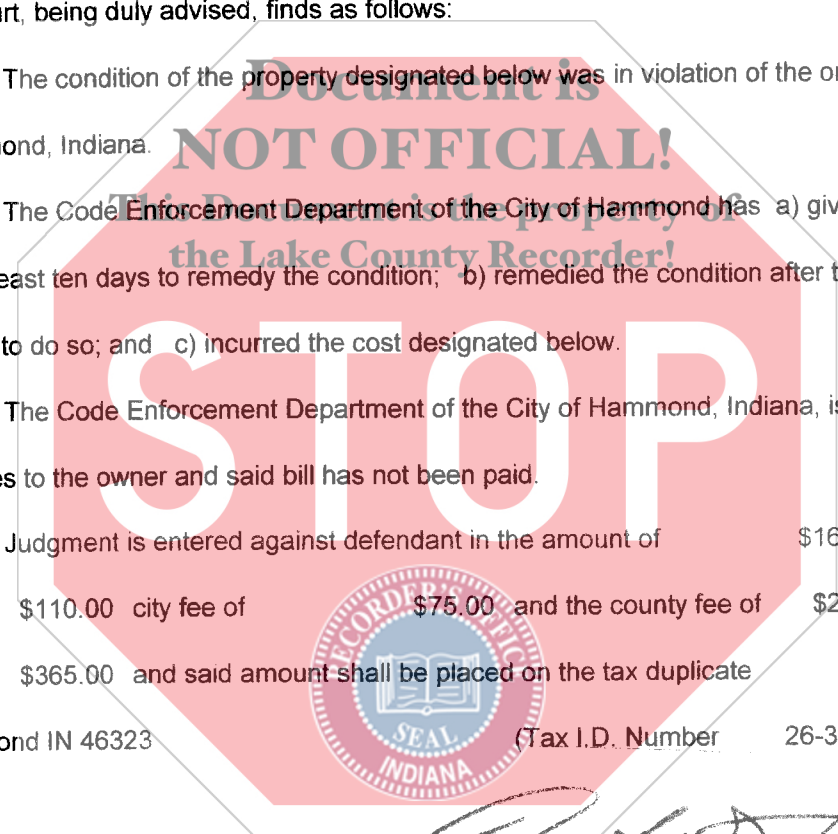 rt, being duly advised, finds as follows:
The condition of the property designated below was in violation of the or
Document is
ond, Indiana.
NOT OFFICIAL!
The Code Enforcement Department of the City of Hammond has a) giv
This Document is the property of
the Lake County Recorder!
east ten days to remedy the condition; b) remedied the condition after t
to do so; and c) incurred the cost designated below.
STOP
The Code Enforcement Department of the City of Hammond, Indiana, is
s to the owner and said bill has not been paid.
Judgment is entered against defendant in the amount of $16
$110.00 city fee of $75.00 and the county fee of $2
$365.00 and said amount shall be placed on the tax duplicate
ond IN 46323 (Tax I.D. Number 26-3
RECORDER'S OFFICE
SEAL
INDIANA